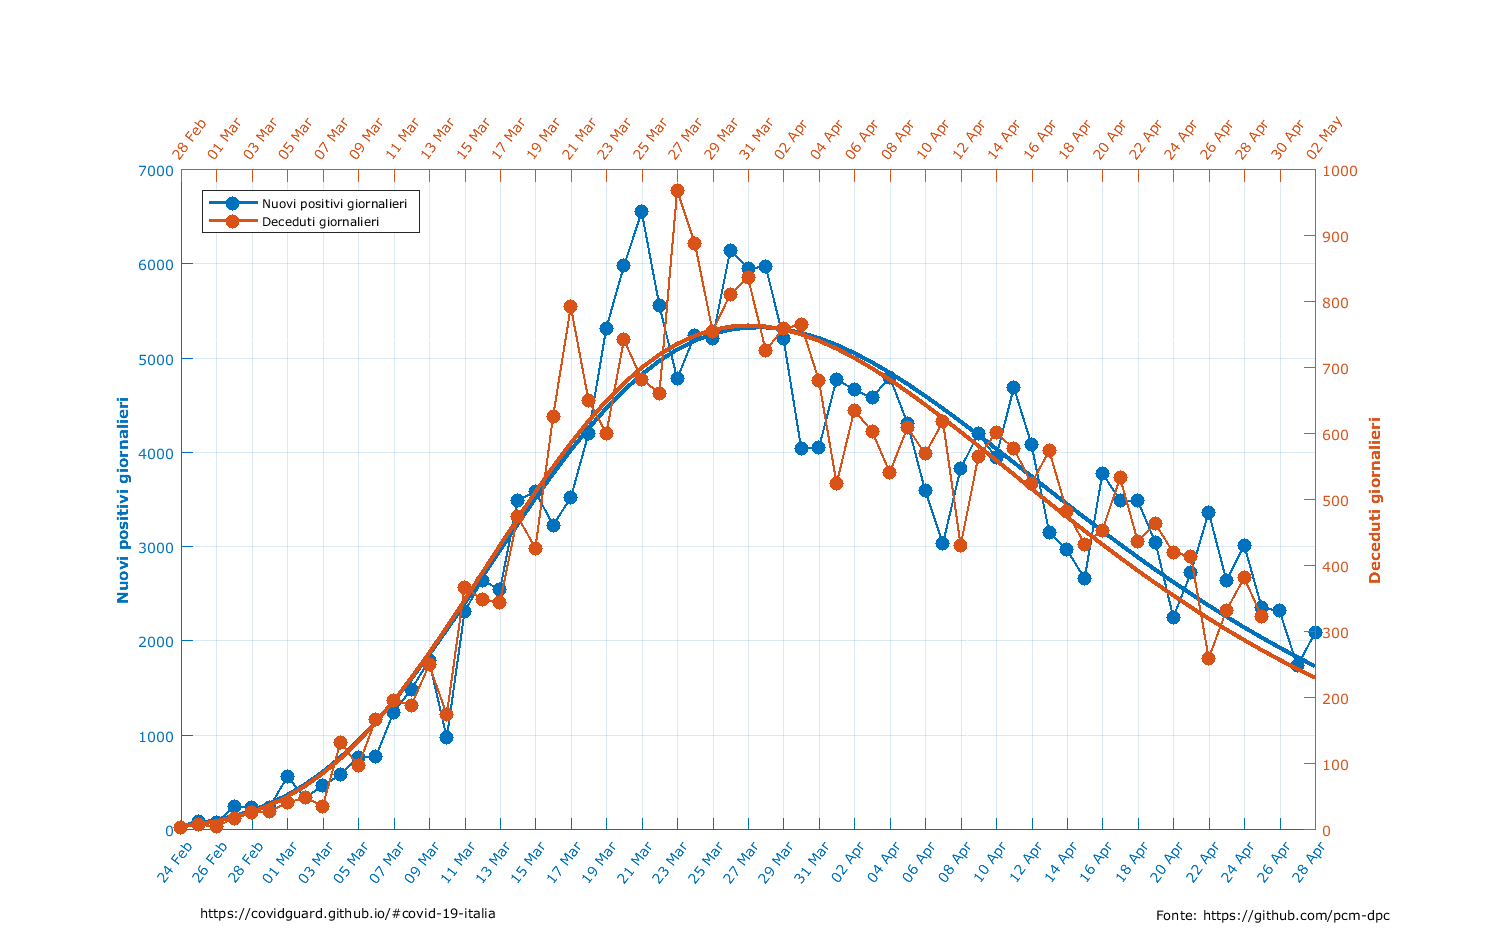 28 Feb 01 Mar 03 Mar 05 Mar 07 Mar 09 Mar 11 Mar 13 Mar 15 Mar 17 Mar 19 Mar 21 Mar 23 Mar 25 Mar 27 Mar 29 Mar 31 Mar 02 Apr 04 Apr 06 Apr 08 Apr 10 Apr 12 Apr 14 Apr 16 Apr 18 Apr 20 Apr 22 Apr 24 Apr 26 Apr 28 Apr 30 Apr 02 May
Nuovi positivi giornalieri
Deceduti giornalieri
7000
6000
5000
4000
3000
2000
1000
0
Nuovi positivi giornalieri
1000
900
800
700
600
500
400
300
200
100
0
Deceduti giornalieri
24 Feb 26 Feb 28 Feb 01 Mar 03 Mar 05 Mar 07 Mar 09 Mar 11 Mar 13 Mar 15 Mar 17 Mar 19 Mar 21 Mar 23 Mar 25 Mar 27 Mar 29 Mar 31 Mar 02 Apr 04 Apr 06 Apr 08 Apr 10 Apr 12 Apr 14 Apr 16 Apr 18 Apr 20 Apr 22 Apr 24 Apr 26 Apr 28 Apr
https://covidguard.github.io/#covid-19-italia
Fonte: https://github.com/pcm-dpc